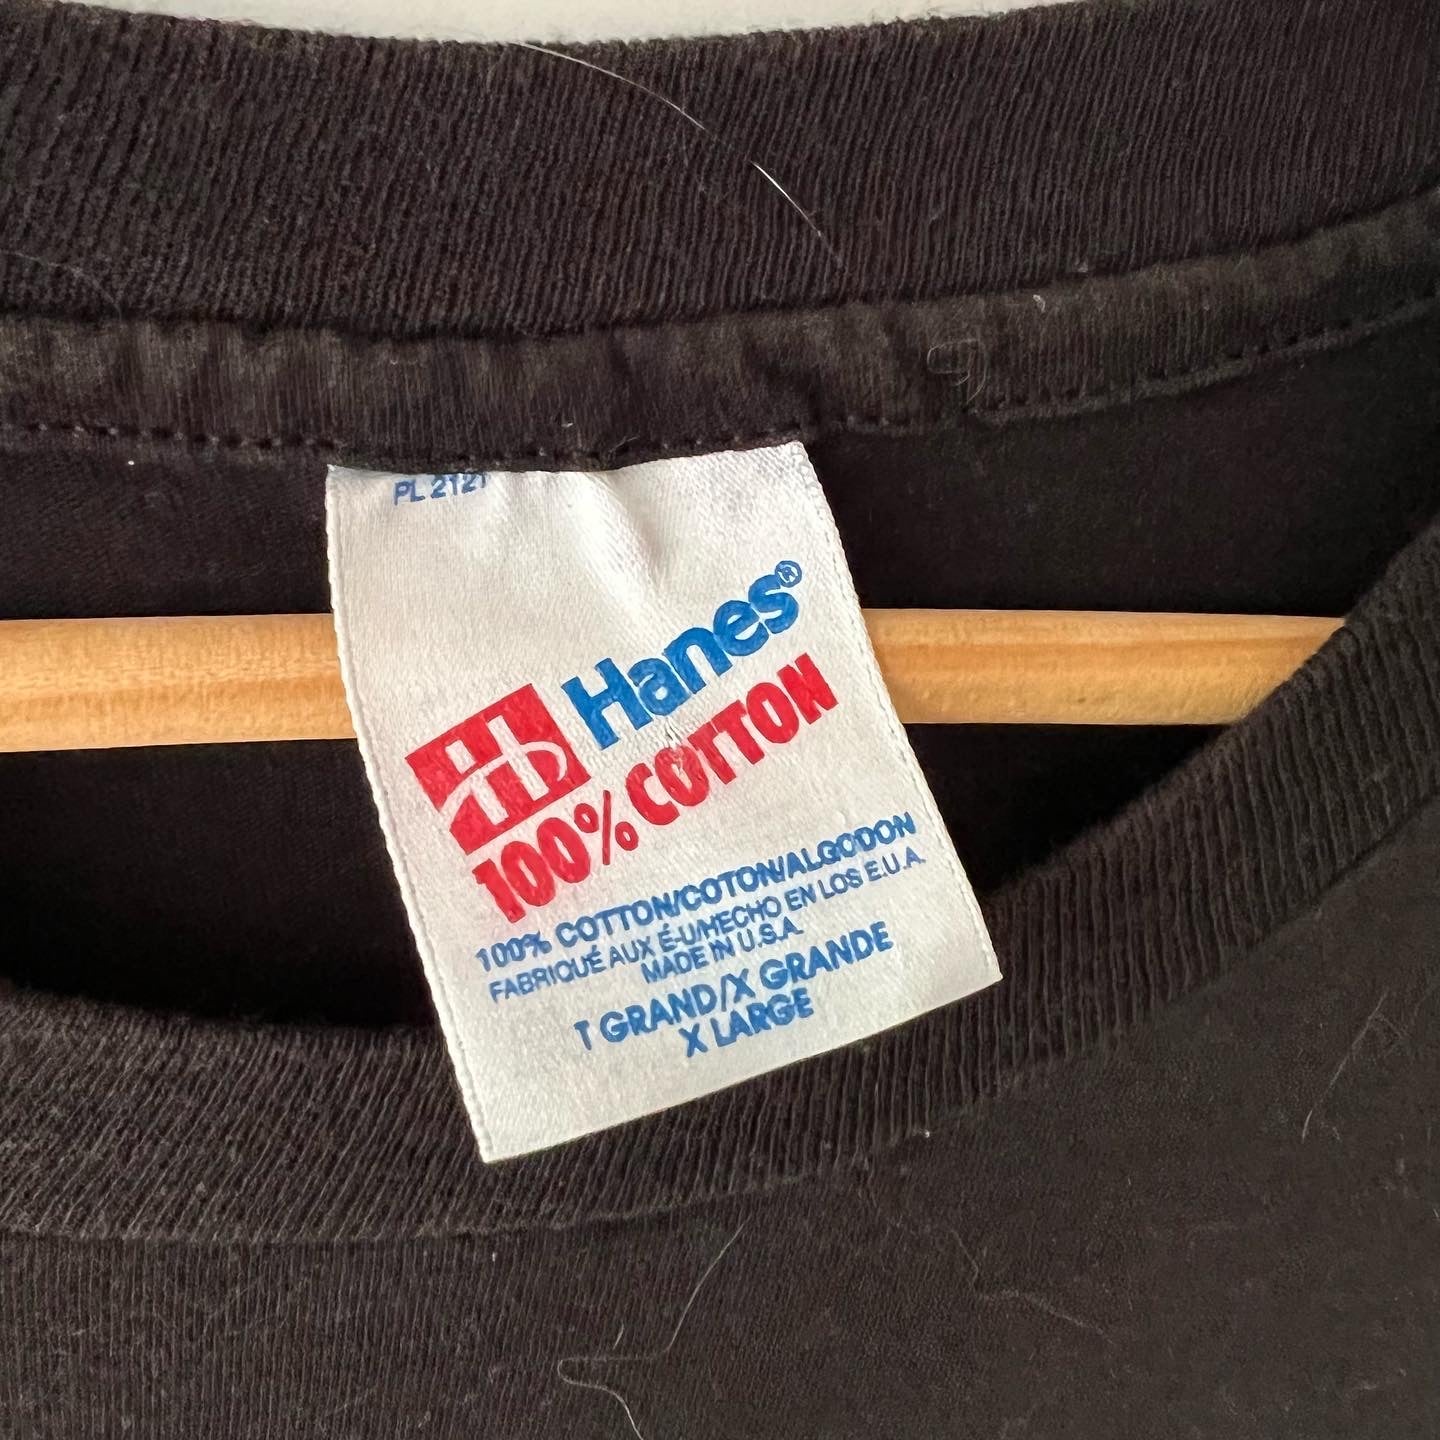 PL 2121
Hanes®
100% COTTON
100% COTTON/COTON/ALGODON
FABRIQUÉ AUX É-U/HECHO EN LOS E.U.A.
MADE IN U.S.A.
T GRAND/X GRANDE
X LARGE